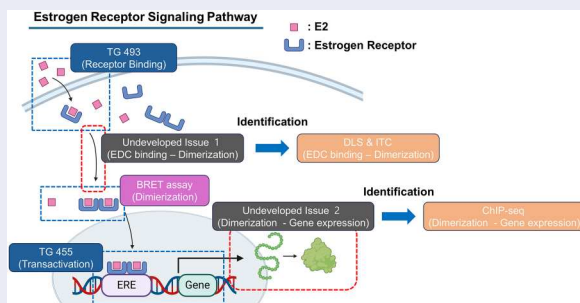 Estrogen Receptor Signaling Pathway
: E2
: Estrogen Receptor
TG 493
(Receptor Binding)
Identification
Undeveloped Issue 1
(EDC binding – Dimerization)
DLS & ITC
(EDC binding – Dimerization)
BRET assay
(Dimierization)
Identification
Undeveloped Issue 2
(Dimerization - Gene expression)
ChIP-seq
(Dimerization - Gene expression)
TG 455
(Transactivation)
ERE
Gene